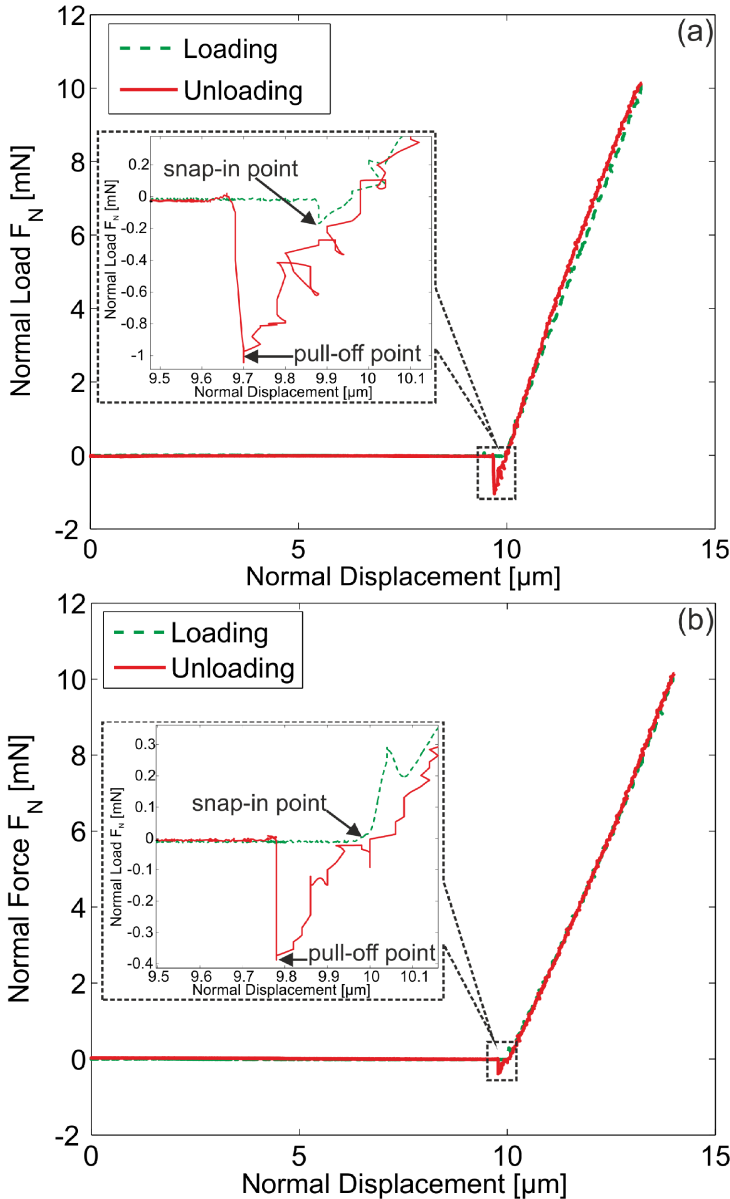 12
(a)
Loading
Unloading
10
8
6
4
2
0
-2
Normal Load F_N [mN]
0.2
0
-0.2
-0.4
-0.6
-0.8
-1
Normal Load F_N [mN]
snap-in point
pull-off point
9.5 9.6 9.7 9.8 9.9 10 10.1
Normal Displacement [µm]
0 5 10 15
Normal Displacement [µm]
12
(b)
Loading
Unloading
10
8
6
4
2
0
-2
Normal Force F_N [mN]
0.3
0.2
0.1
0
-0.1
-0.2
-0.3
-0.4
Normal Load F_N [mN]
snap-in point
pull-off point
9.5 9.6 9.7 9.8 9.9 10 10.1
Normal Displacement [µm]
0 5 10 15
Normal Displacement [µm]